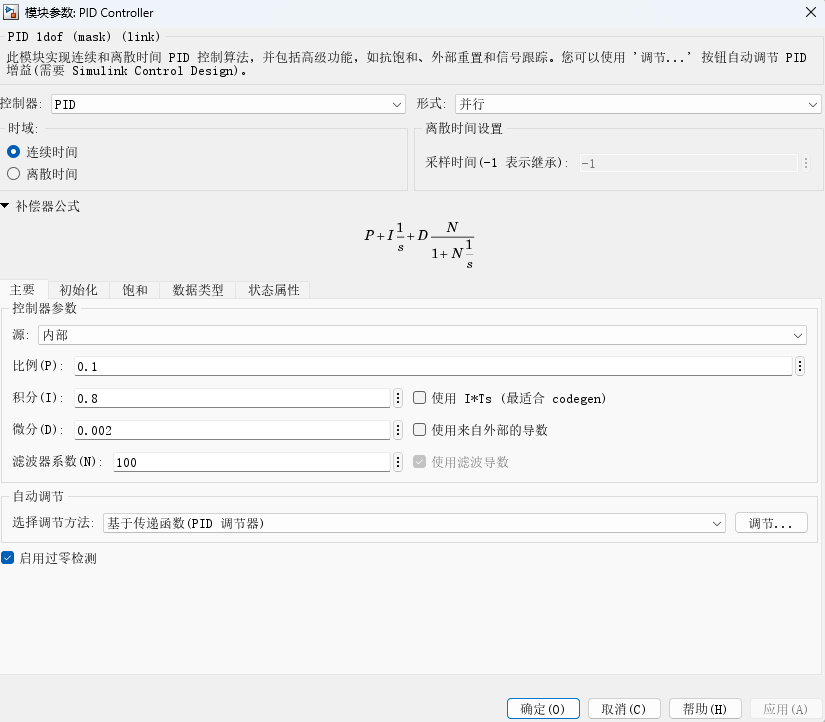 模块参数: PID Controller
PID 1dof (mask) (link)
此模块实现连续和离散时间 PID 控制算法，并包括高级功能，如抗饱和、外部重置和信号跟踪。您可以使用 '调节...' 按钮自动调节 PID
增益(需要 Simulink Control Design)。
控制器: PID 形式: 并行
时域: 离散时间设置
连续时间
采样时间(-1 表示继承): -1
离散时间
补偿器公式
P + I 1/s + D N/(1 + N 1/s)
主要 初始化 饱和 数据类型 状态属性
控制器参数
源: 内部
比例(P): 0.1
积分(I): 0.8 使用 I*Ts (最适合 codegen)
微分(D): 0.002 使用来自外部的导数
滤波器系数(N): 100 使用滤波导数
自动调节
选择调节方法: 基于传递函数(PID 调节器) 调节...
启用过零检测
确定(O) 取消(C) 帮助(H) 应用(A)